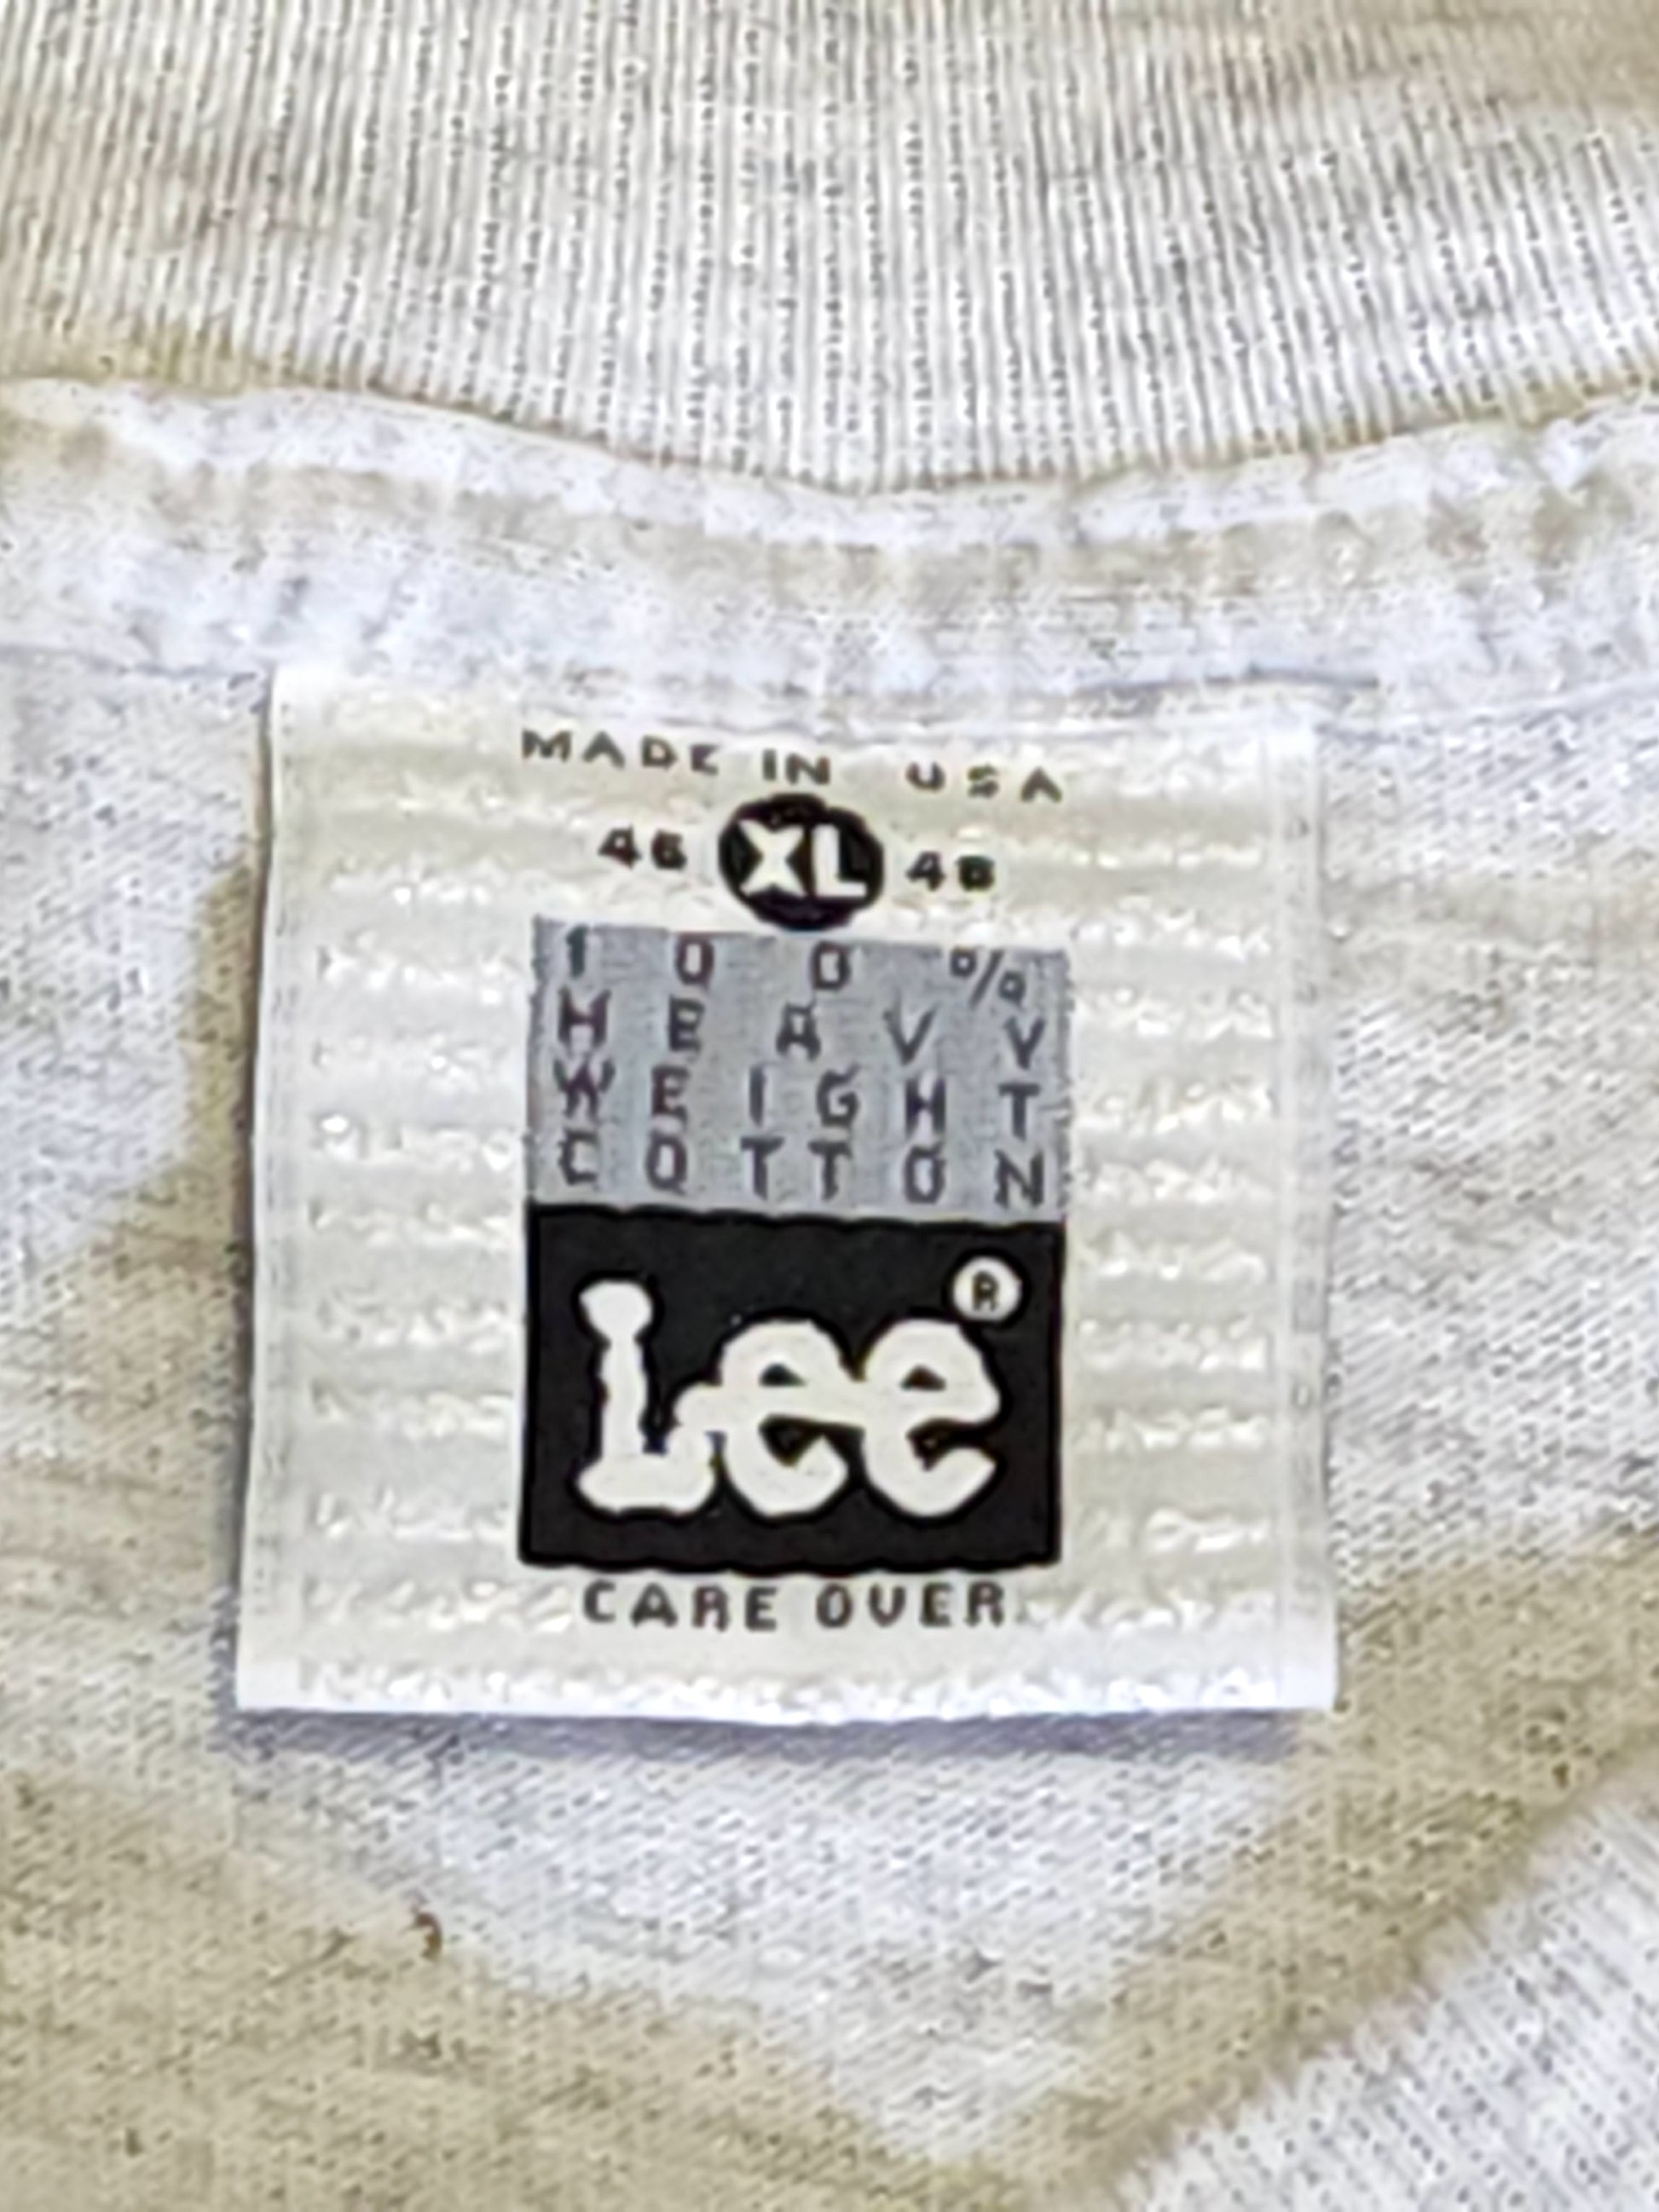 MADE IN USA
46 XL 48
100%
HEAVY
WEIGHT
COTTON
Lee®
CARE OVER